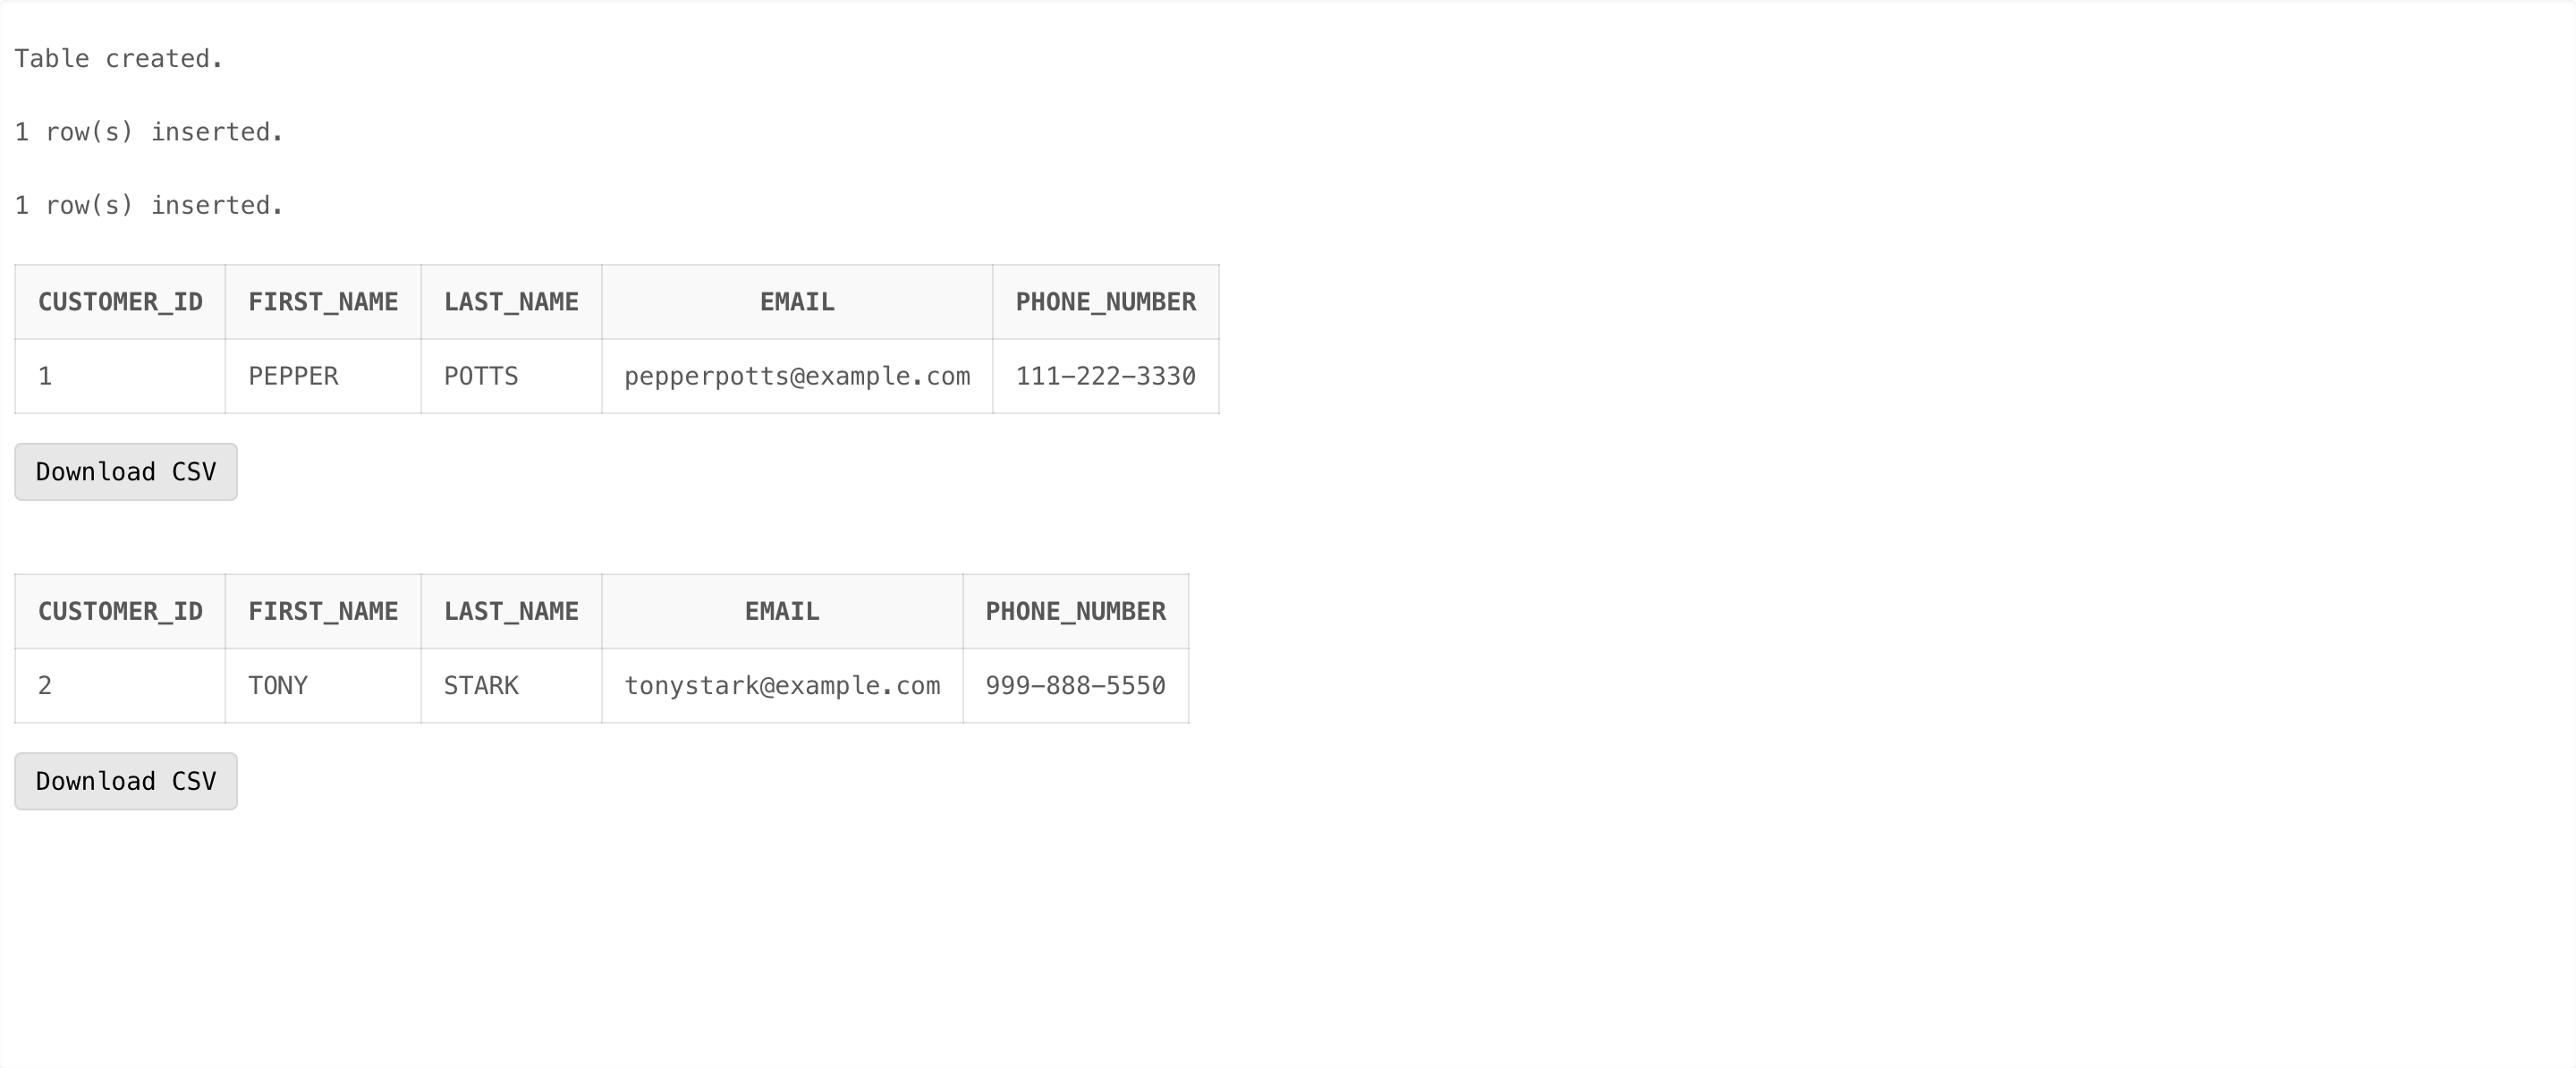 Table created.
1 row(s) inserted.
1 row(s) inserted.
CUSTOMER_ID FIRST_NAME LAST_NAME EMAIL PHONE_NUMBER
1 PEPPER POTTS pepperpotts@example.com 111-222-3330
Download CSV
CUSTOMER_ID FIRST_NAME LAST_NAME EMAIL PHONE_NUMBER
2 TONY STARK tonystark@example.com 999-888-5550
Download CSV